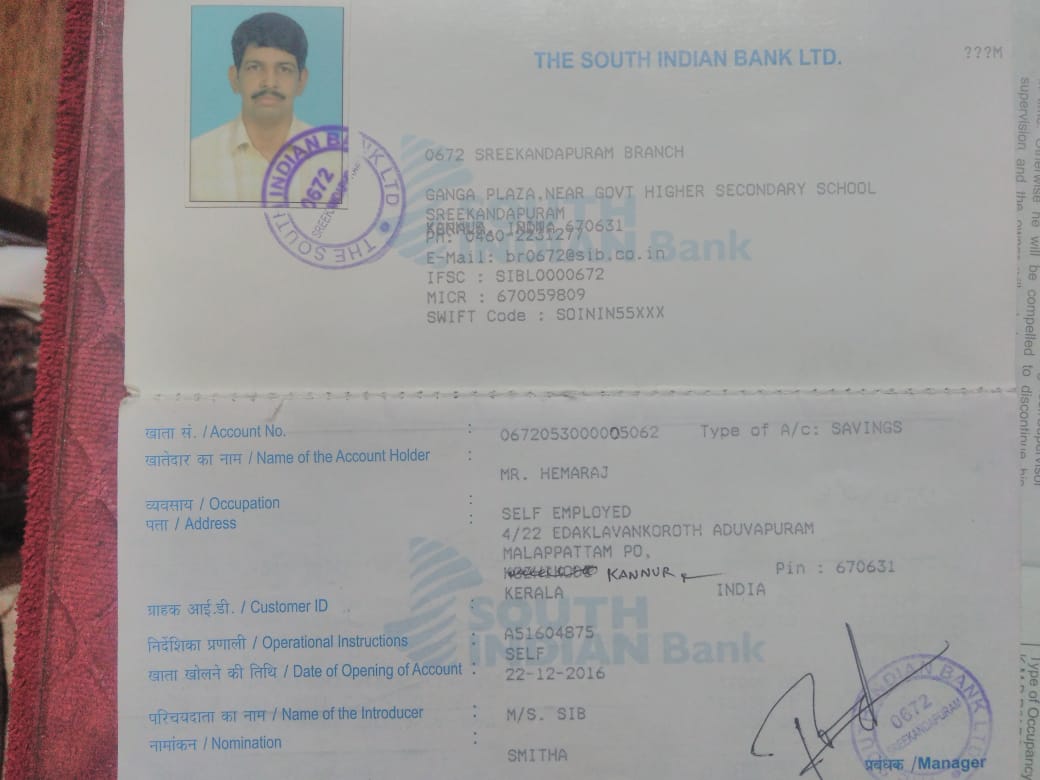 THE SOUTH INDIAN BANK LTD.
???M
0672 SREEKANDAPURAM BRANCH
GANGA PLAZA,NEAR GOVT HIGHER SECONDARY SCHOOL
SREEKANDAPURAM
KANNUR, INDIA 670631
PH: 0460-2231277
E-Mail: br0672@sib.co.in
IFSC : SIBL0000672
MICR : 670059809
SWIFT Code : SOININ55XXX
SOUTH
INDIAN Bank
THE SOUTH INDIAN BANK LTD
0672
SREEKANDAPURAM
खाता सं. / Account No. : 0672053000005062 Type of A/c: SAVINGS
खातेदार का नाम / Name of the Account Holder :
MR. HEMARAJ
व्यवसाय / Occupation : SELF EMPLOYED
पता / Address : 4/22 EDAKLAVANKOROTH ADUVAPURAM
MALAPPATTAM PO,
KANNUR Pin : 670631
KERALA INDIA
ग्राहक आई.डी. / Customer ID : A51604875
निर्देशिका प्रणाली / Operational Instructions : SELF
खाता खोलने की तिथि / Date of Opening of Account : 22-12-2016
परिचयदाता का नाम / Name of the Introducer : M/S. SIB
नामांकन / Nomination : SMITHA
SOUTH
INDIAN Bank
INDIAN BANK LTD
0672
SREEKANDAPURAM
प्रबंधक /Manager
supervision and the
he will be compelled to discontinue his
Type of Occupancy